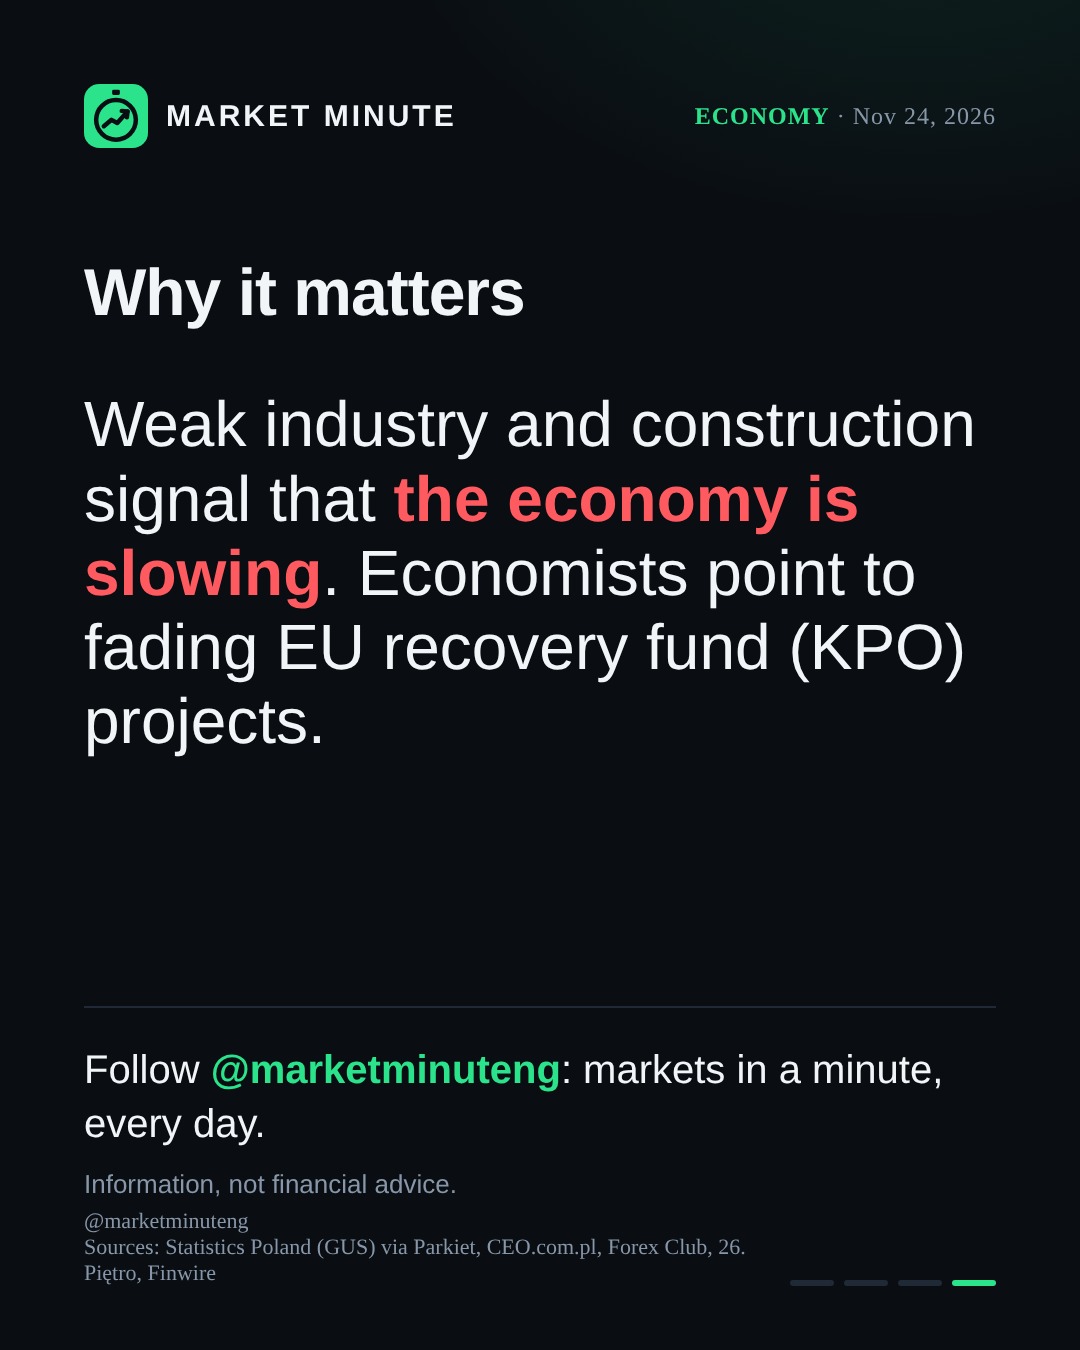 MARKET MINUTE
ECONOMY · Nov 24, 2026
Why it matters
Weak industry and construction
signal that the economy is
slowing. Economists point to
fading EU recovery fund (KPO)
projects.
Follow @marketminuteng: markets in a minute,
every day.
Information, not financial advice.
@marketminuteng
Sources: Statistics Poland (GUS) via Parkiet, CEO.com.pl, Forex Club, 26.
Piętro, Finwire